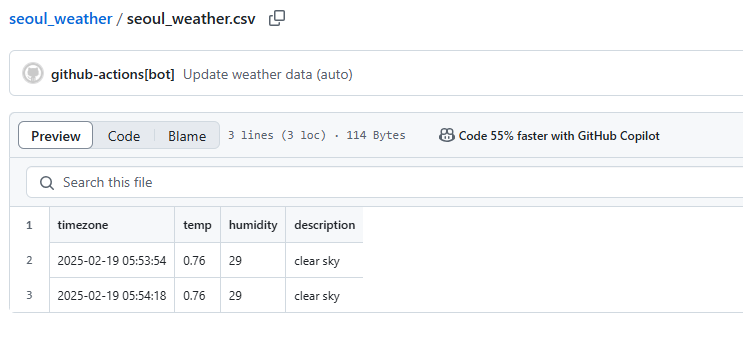 seoul_weather / seoul_weather.csv
github-actions[bot] Update weather data (auto)
Preview Code Blame 3 lines (3 loc) · 114 Bytes Code 55% faster with GitHub Copilot
Search this file
1 timezone temp humidity description
2 2025-02-19 05:53:54 0.76 29 clear sky
3 2025-02-19 05:54:18 0.76 29 clear sky